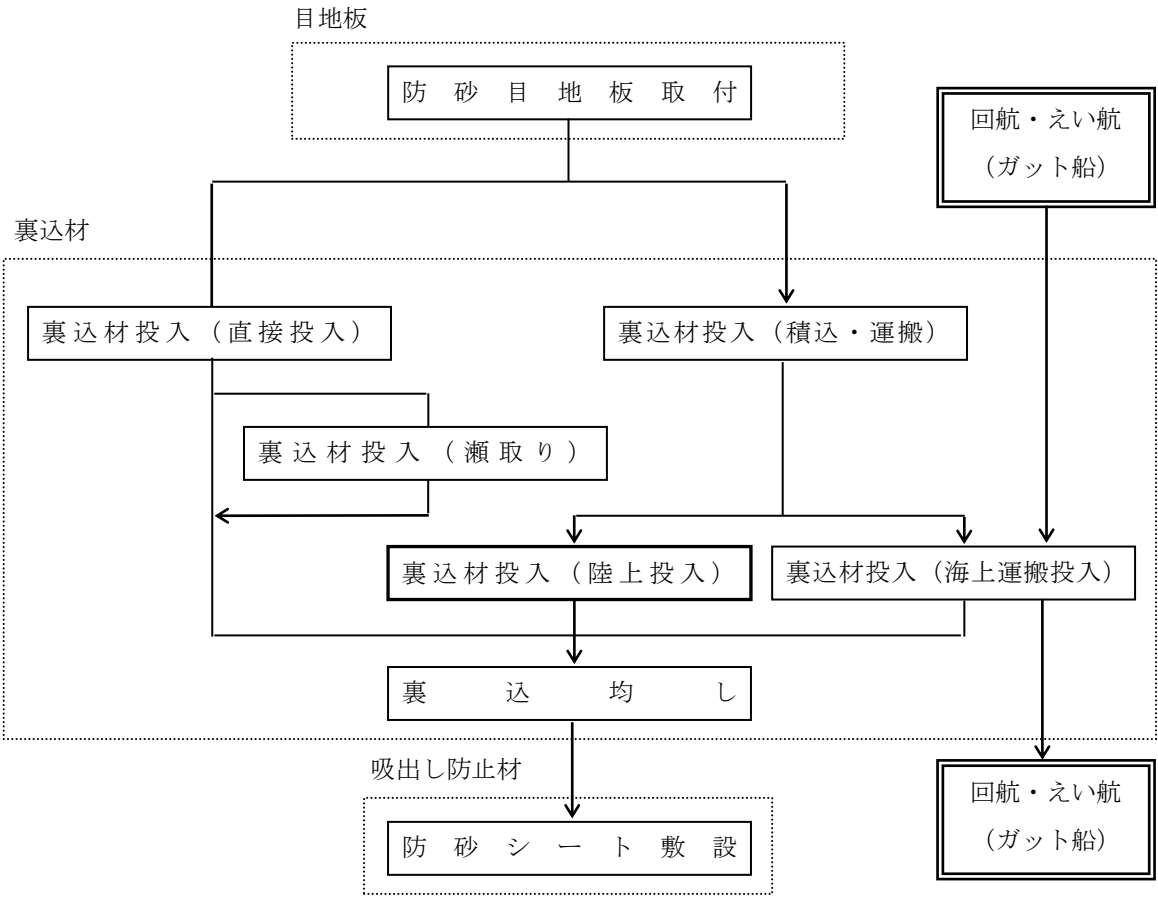 目地板
防砂目地板取付
回航・えい航
（ガット船）
裏込材
裏込材投入（直接投入）
裏込材投入（積込・運搬）
裏込材投入（瀬取り）
裏込材投入（陸上投入）
裏込材投入（海上運搬投入）
裏込均し
吸出し防止材
防砂シート敷設
回航・えい航
（ガット船）